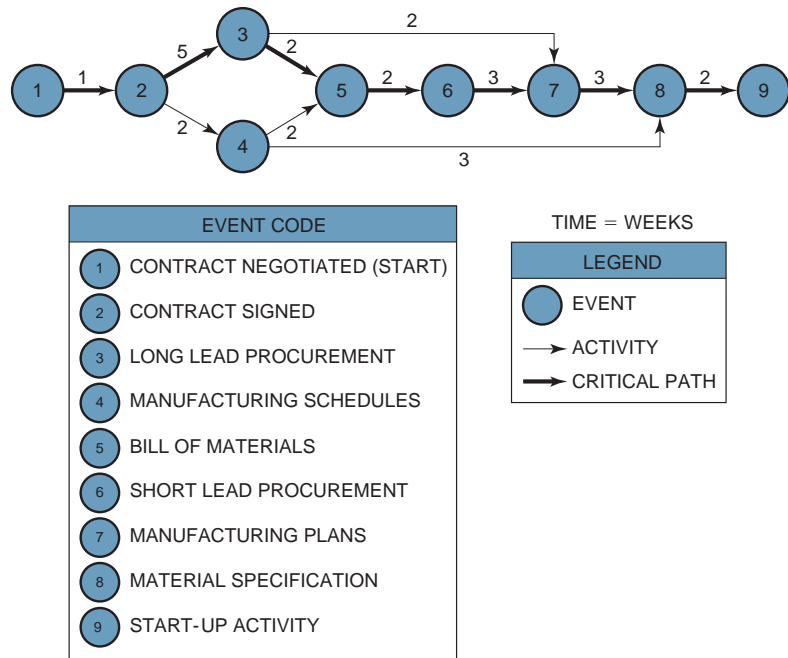 3
2
5
2
1
2
3
3
2
1
2
5
6
7
8
9
2
2
4
3
EVENT CODE
1 CONTRACT NEGOTIATED (START)
2 CONTRACT SIGNED
3 LONG LEAD PROCUREMENT
4 MANUFACTURING SCHEDULES
5 BILL OF MATERIALS
6 SHORT LEAD PROCUREMENT
7 MANUFACTURING PLANS
8 MATERIAL SPECIFICATION
9 START-UP ACTIVITY
TIME = WEEKS
LEGEND
EVENT
ACTIVITY
CRITICAL PATH